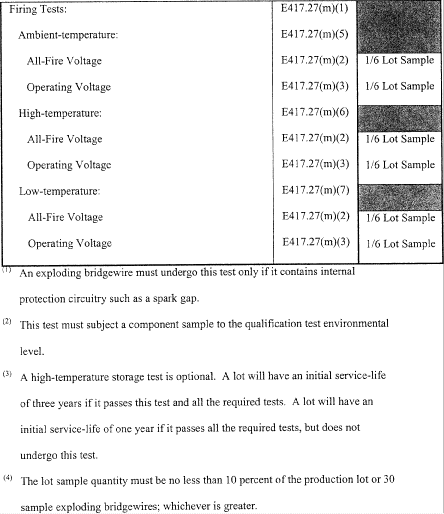 Firing Tests: E417.27(m)(1)
Ambient-temperature: E417.27(m)(5)
All-Fire Voltage E417.27(m)(2) 1/6 Lot Sample
Operating Voltage E417.27(m)(3) 1/6 Lot Sample
High-temperature: E417.27(m)(6)
All-Fire Voltage E417.27(m)(2) 1/6 Lot Sample
Operating Voltage E417.27(m)(3) 1/6 Lot Sample
Low-temperature: E417.27(m)(7)
All-Fire Voltage E417.27(m)(2) 1/6 Lot Sample
Operating Voltage E417.27(m)(3) 1/6 Lot Sample
(1) An exploding bridgewire must undergo this test only if it contains internal
protection circuitry such as a spark gap.
(2) This test must subject a component sample to the qualification test environmental
level.
(3) A high-temperature storage test is optional. A lot will have an initial service-life
of three years if it passes this test and all the required tests. A lot will have an
initial service-life of one year if it passes all the required tests, but does not
undergo this test.
(4) The lot sample quantity must be no less than 10 percent of the production lot or 30
sample exploding bridgewires; whichever is greater.